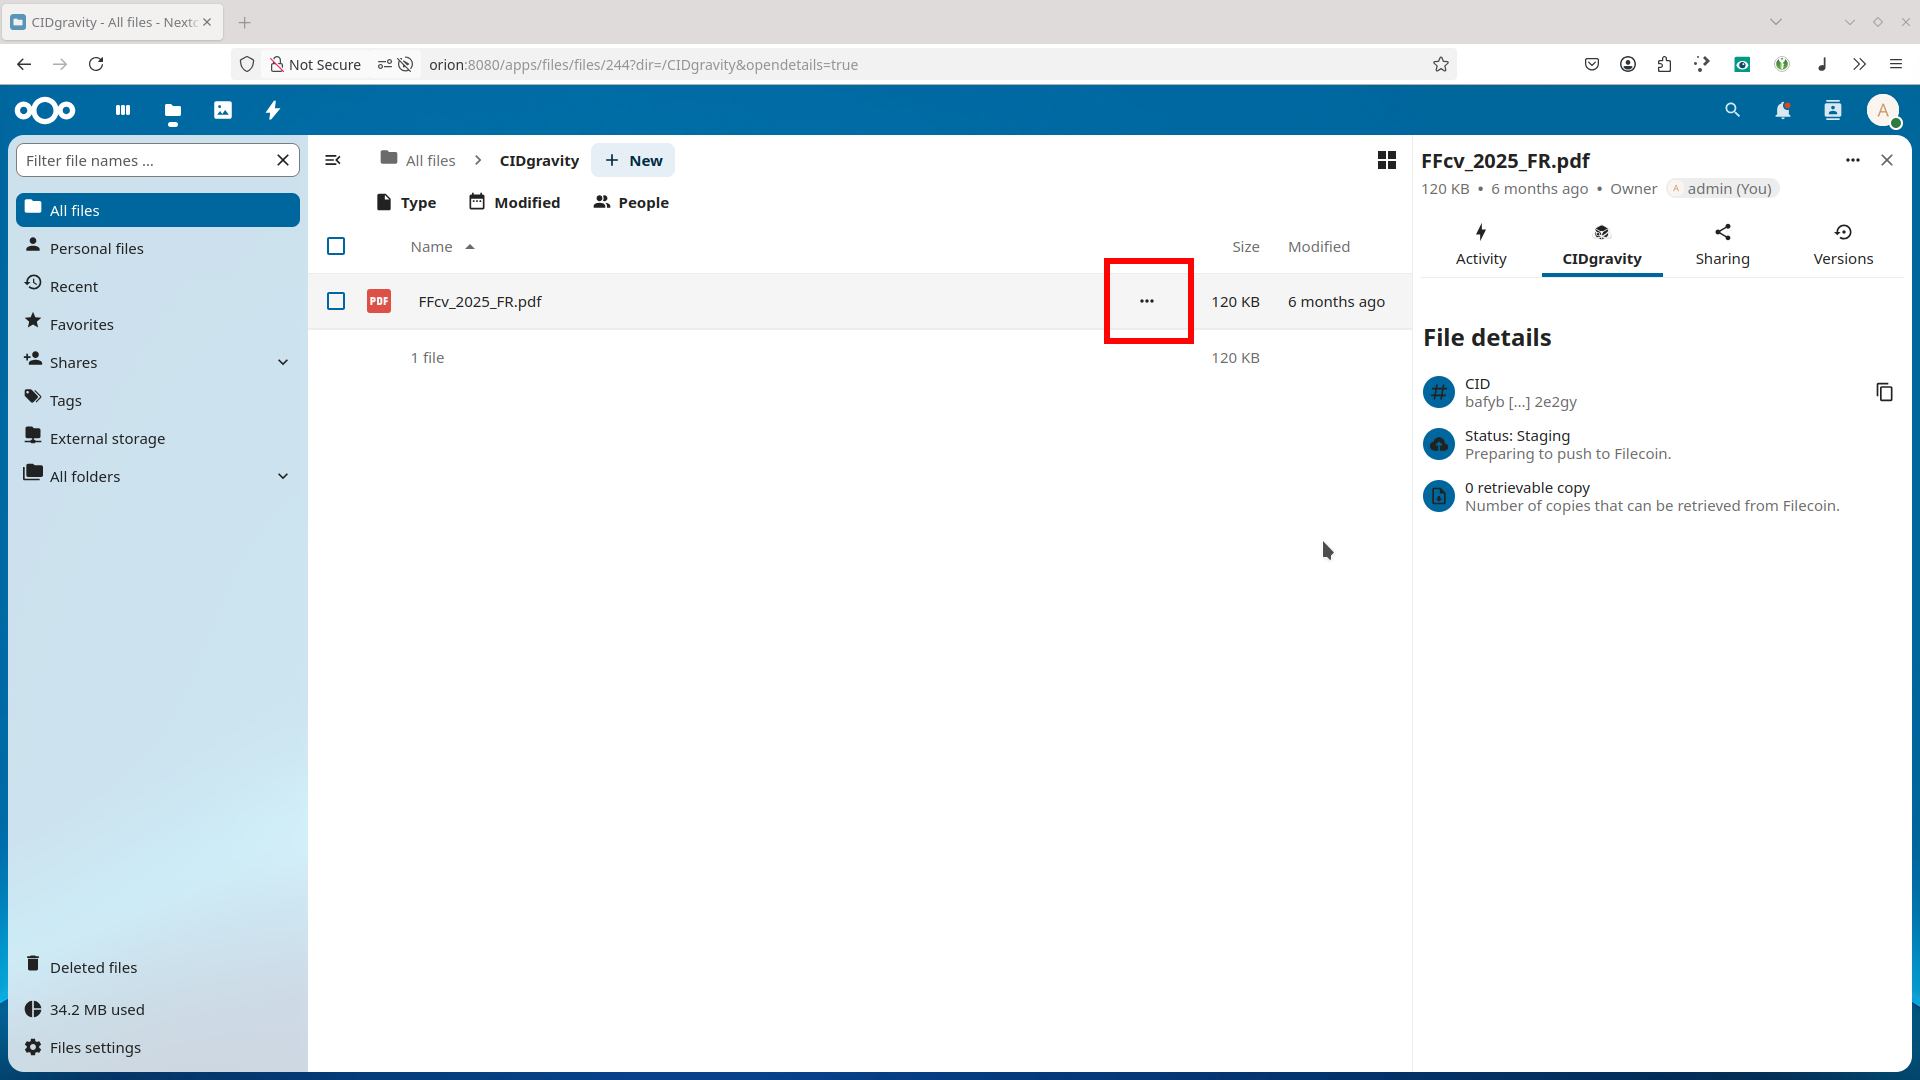 CIDgravity - All files - Nextc
Not Secure
orion:8080/apps/files/files/244?dir=/CIDgravity&opendetails=true
A
Filter file names ...
All files
Personal files
Recent
Favorites
Shares
Tags
External storage
All folders
Deleted files
34.2 MB used
Files settings
All files
CIDgravity
New
Type
Modified
People
Name
Size
Modified
PDF
FFcv_2025_FR.pdf
120 KB
6 months ago
1 file
120 KB
FFcv_2025_FR.pdf
120 KB • 6 months ago • Owner A admin (You)
Activity
CIDgravity
Sharing
Versions
File details
CID
bafyb [...] 2e2gy
Status: Staging
Preparing to push to Filecoin.
0 retrievable copy
Number of copies that can be retrieved from Filecoin.